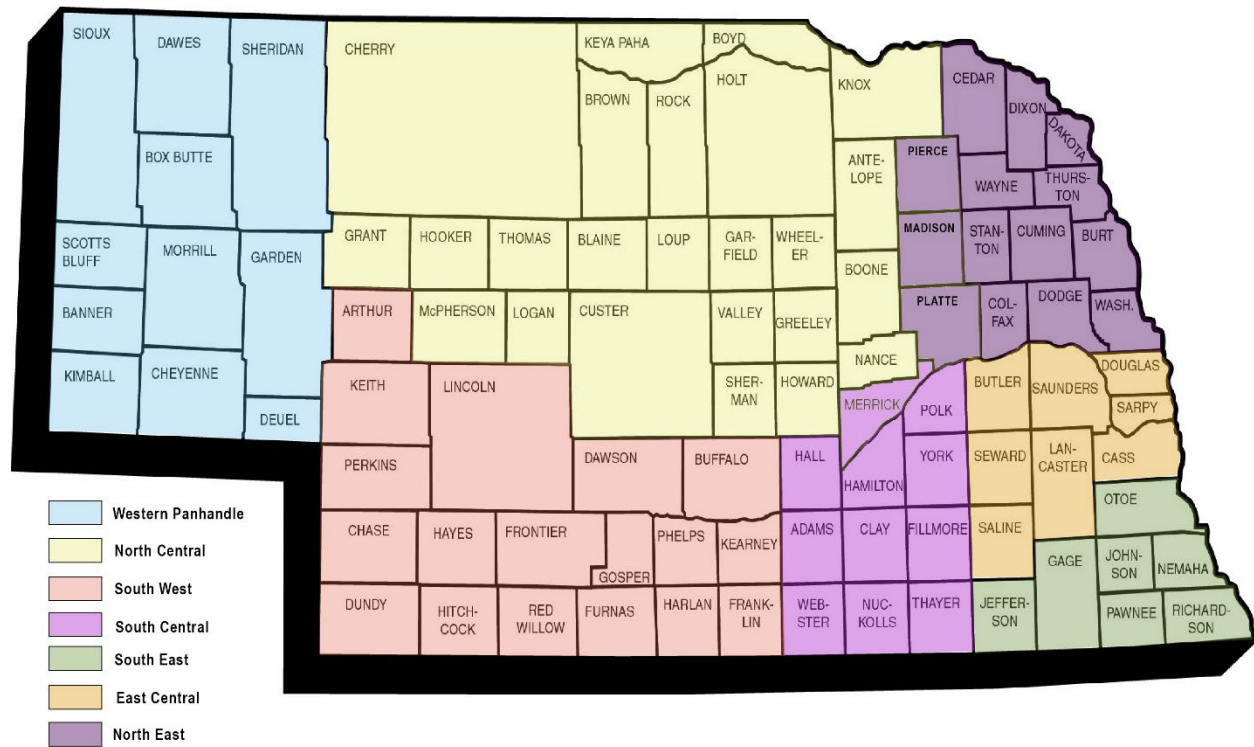 SIOUX
DAWES
SHERIDAN
CHERRY
KEYA PAHA
BOYD
HOLT
BROWN
ROCK
KNOX
CEDAR
DIXON
DAKOTA
BOX BUTTE
ANTE-
LOPE
PIERCE
WAYNE
THURS-
TON
SCOTTS
BLUFF
MORRILL
GARDEN
GRANT
HOOKER
THOMAS
BLAINE
LOUP
GAR-
FIELD
WHEEL-
ER
BOONE
MADISON
STAN-
TON
CUMING
BURT
BANNER
ARTHUR
McPHERSON
LOGAN
CUSTER
VALLEY
GREELEY
PLATTE
COL-
FAX
DODGE
WASH.
KIMBALL
CHEYENNE
DEUEL
KEITH
LINCOLN
SHER-
MAN
HOWARD
NANCE
MERRICK
POLK
BUTLER
SAUNDERS
DOUGLAS
SARPY
PERKINS
DAWSON
BUFFALO
HALL
HAMILTON
YORK
SEWARD
LAN-
CASTER
CASS
OTOE
CHASE
HAYES
FRONTIER
GOSPER
PHELPS
KEARNEY
ADAMS
CLAY
FILLMORE
SALINE
GAGE
JOHN-
SON
NEMAHA
DUNDY
HITCH-
COCK
RED
WILLOW
FURNAS
HARLAN
FRANK-
LIN
WEB-
STER
NUC-
KOLLS
THAYER
JEFFER-
SON
PAWNEE
RICHARD-
SON
Western Panhandle
North Central
South West
South Central
South East
East Central
North East